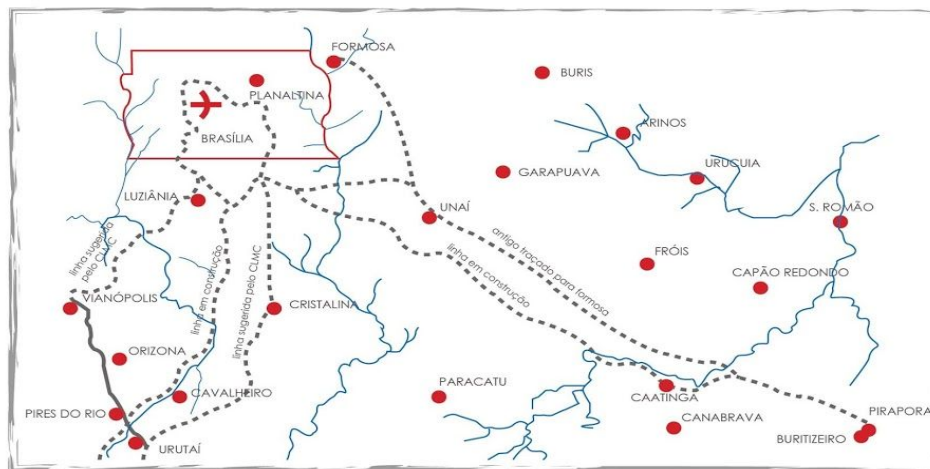 FORMOSA
BURIS
PLANALTINA
BRASÍLIA
ARINOS
GARAPUAVA
URUCUIA
LUZIÂNIA
UNAÍ
S. ROMÃO
linha sugerida
pelo CLMC
linha em construção
linha sugerida pelo CLMC
antigo traçado para formosa
linha em construção
FRÓIS
CAPÃO REDONDO
VIANÓPOLIS
CRISTALINA
ORIZONA
CAVALHEIRO
PARACATU
CAATINGA
PIRES DO RIO
CANABRAVA
PIRAPORA
BURITIZEIRO
URUTAÍ